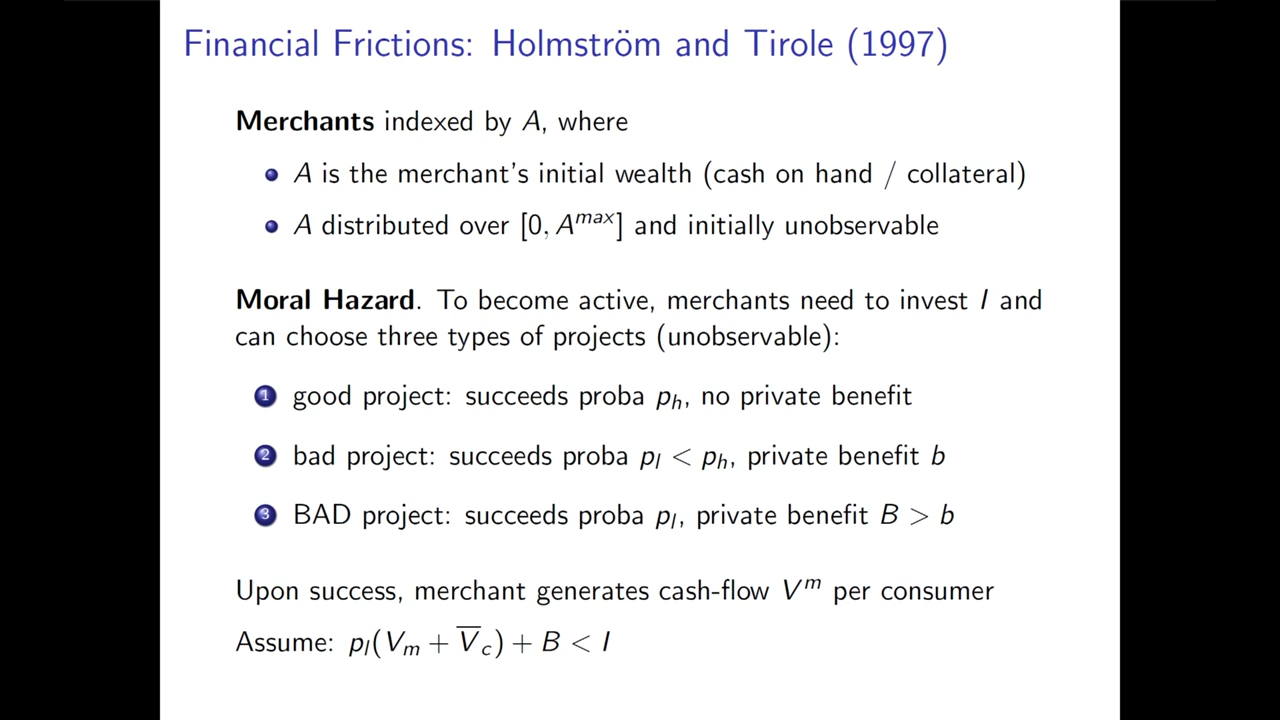 Financial Frictions: Holmström and Tirole (1997)
Merchants indexed by A, where
A is the merchant's initial wealth (cash on hand / collateral)
A distributed over [0, A^max] and initially unobservable
Moral Hazard. To become active, merchants need to invest I and
can choose three types of projects (unobservable):
1 good project: succeeds proba p_h, no private benefit
2 bad project: succeeds proba p_l < p_h, private benefit b
3 BAD project: succeeds proba p_l, private benefit B > b
Upon success, merchant generates cash-flow V^m per consumer
Assume: p_l(V_m + V̅_c) + B < I